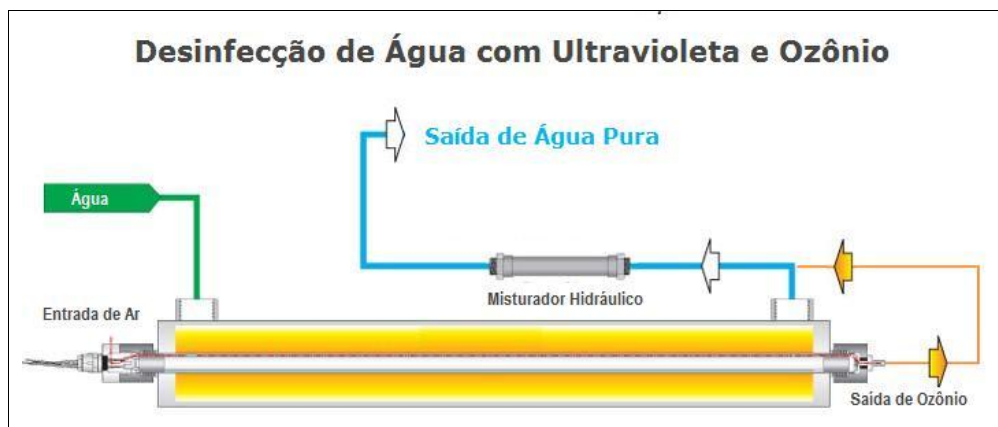 Desinfecção de Água com Ultravioleta e Ozônio
Saída de Água Pura
Água
Misturador Hidráulico
Entrada de Ar
Saída de Ozônio